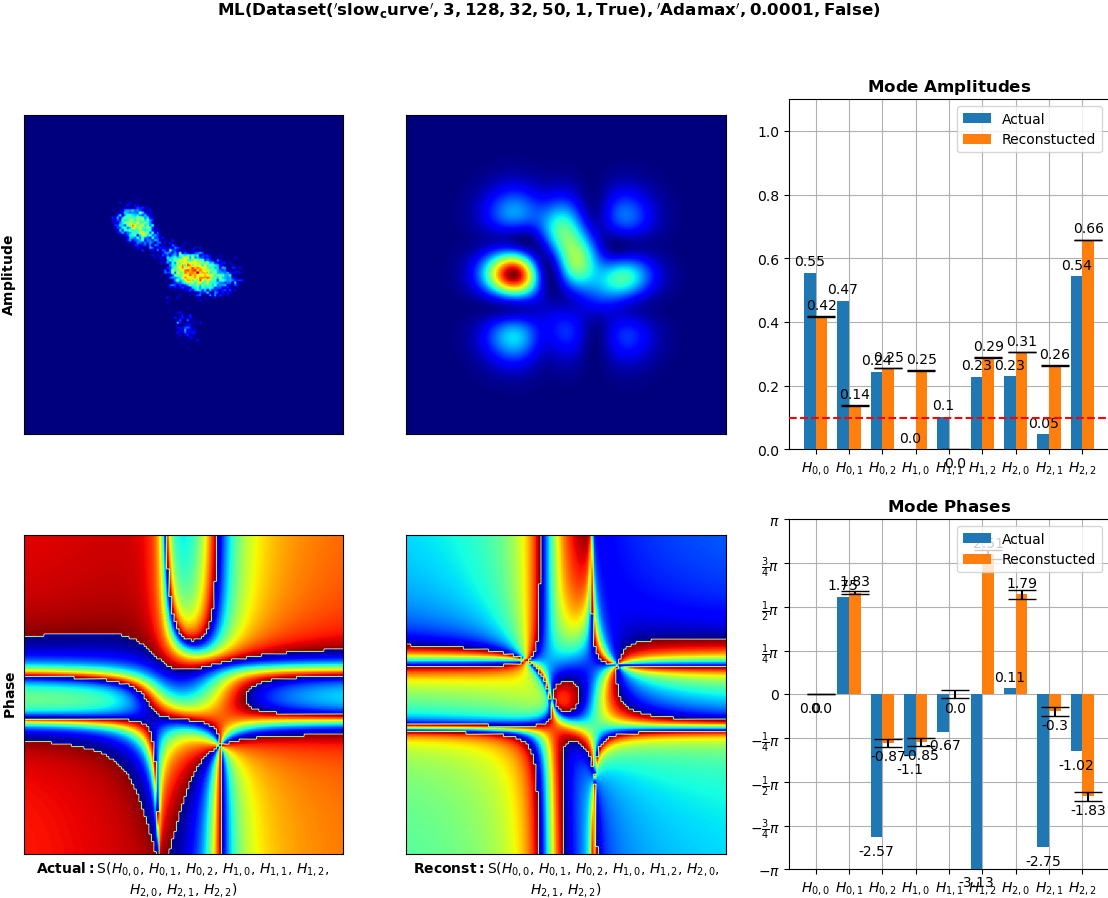 ML(Dataset('slow_curve', 3, 128, 32, 50, 1, True), 'Adamax', 0.0001, False)
Amplitude
Mode Amplitudes
Actual
Reconstucted
1.0
0.8
0.6
0.4
0.2
0.0
0.55
0.42
0.47
0.14
0.24
0.25
0.0
0.25
0.1
0.0
0.23
0.29
0.23
0.31
0.05
0.26
0.54
0.66
H0,0 H0,1 H0,2 H1,0 H1,1 H1,2 H2,0 H2,1 H2,2
Phase
Mode Phases
Actual
Reconstucted
π
3/4π
1/2π
1/4π
0
−1/4π
−1/2π
−3/4π
−π
0.0
0.0
1.75
1.83
-2.57
-0.87
-1.1
-0.85
-0.67
0.0
-3.13
0.11
1.79
-2.75
-0.3
-1.02
-1.83
H0,0 H0,1 H0,2 H1,0 H1,1 H1,2 H2,0 H2,1 H2,2
Actual: S(H0,0, H0,1, H0,2, H1,0, H1,1, H1,2,
H2,0, H2,1, H2,2)
Reconst: S(H0,0, H0,1, H0,2, H1,0, H1,2, H2,0,
H2,1, H2,2)